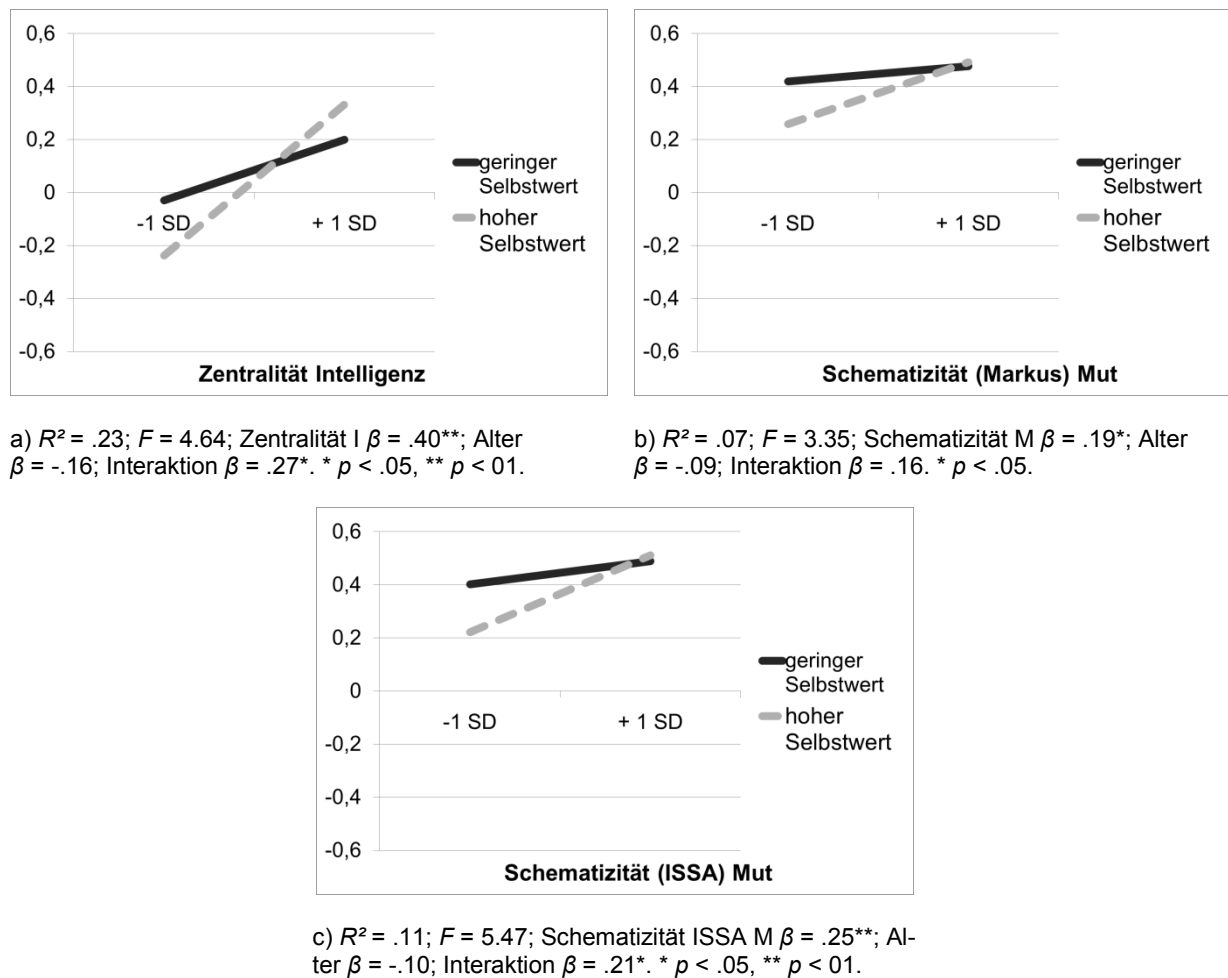 0,6
0,4
0,2
0
-0,2
-0,4
-0,6
-1 SD
+ 1 SD
geringer
Selbstwert
hoher
Selbstwert
Zentralität Intelligenz
a) R² = .23; F = 4.64; Zentralität I β = .40**; Alter
β = -.16; Interaktion β = .27*. * p < .05, ** p < 01.
0,6
0,4
0,2
0
-0,2
-0,4
-0,6
-1 SD
+ 1 SD
geringer
Selbstwert
hoher
Selbstwert
Schematizität (Markus) Mut
b) R² = .07; F = 3.35; Schematizität M β = .19*; Alter
β = -.09; Interaktion β = .16. * p < .05.
0,6
0,4
0,2
0
-0,2
-0,4
-0,6
-1 SD
+ 1 SD
geringer
Selbstwert
hoher
Selbstwert
Schematizität (ISSA) Mut
c) R² = .11; F = 5.47; Schematizität ISSA M β = .25**; Al-
ter β = -.10; Interaktion β = .21*. * p < .05, ** p < 01.